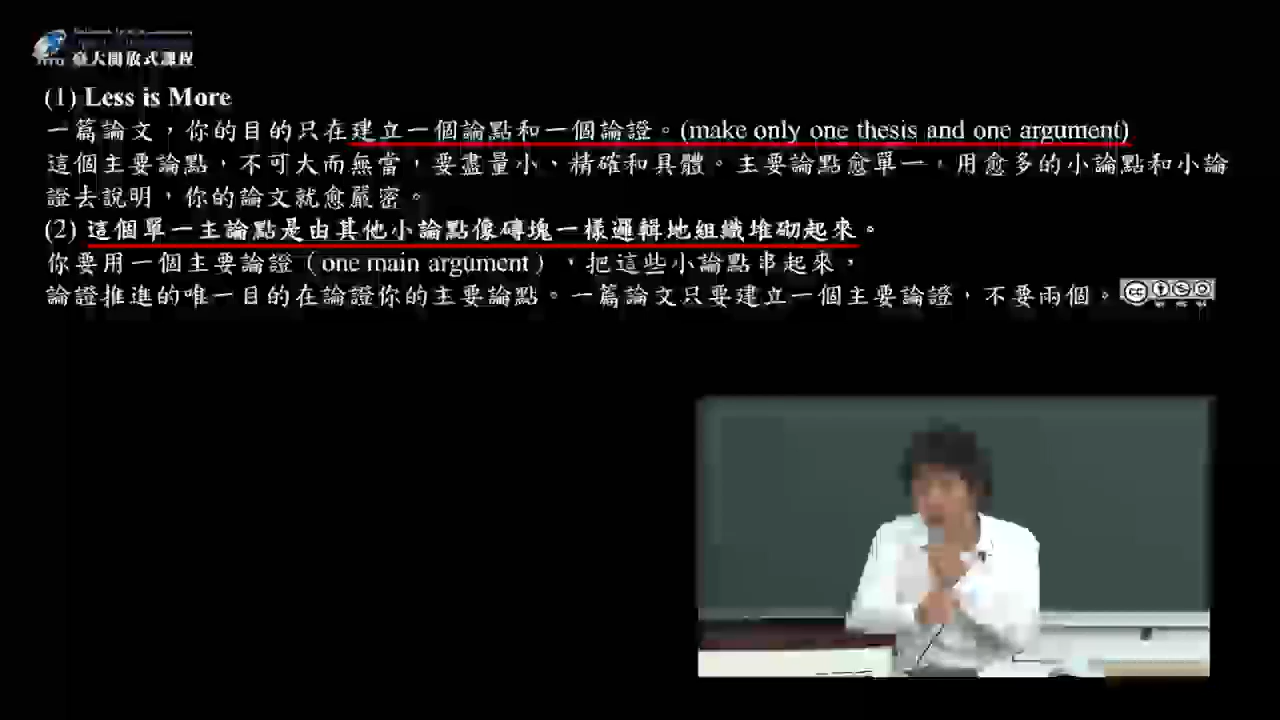 臺大開放式課程
(1) Less is More
一篇論文，你的目的只在建立一個論點和一個論證。(make only one thesis and one argument)
這個主要論點，不可大而無當，要盡量小、精確和具體。主要論點愈單一，用愈多的小論點和小論
證去說明，你的論文就愈嚴密。
(2) 這個單一主論點是由其他小論點像磚塊一樣邏輯地組織堆砌起來。
你要用一個主要論證（one main argument），把這些小論點串起來，
論證推進的唯一目的在論證你的主要論點。一篇論文只要建立一個主要論證，不要兩個。